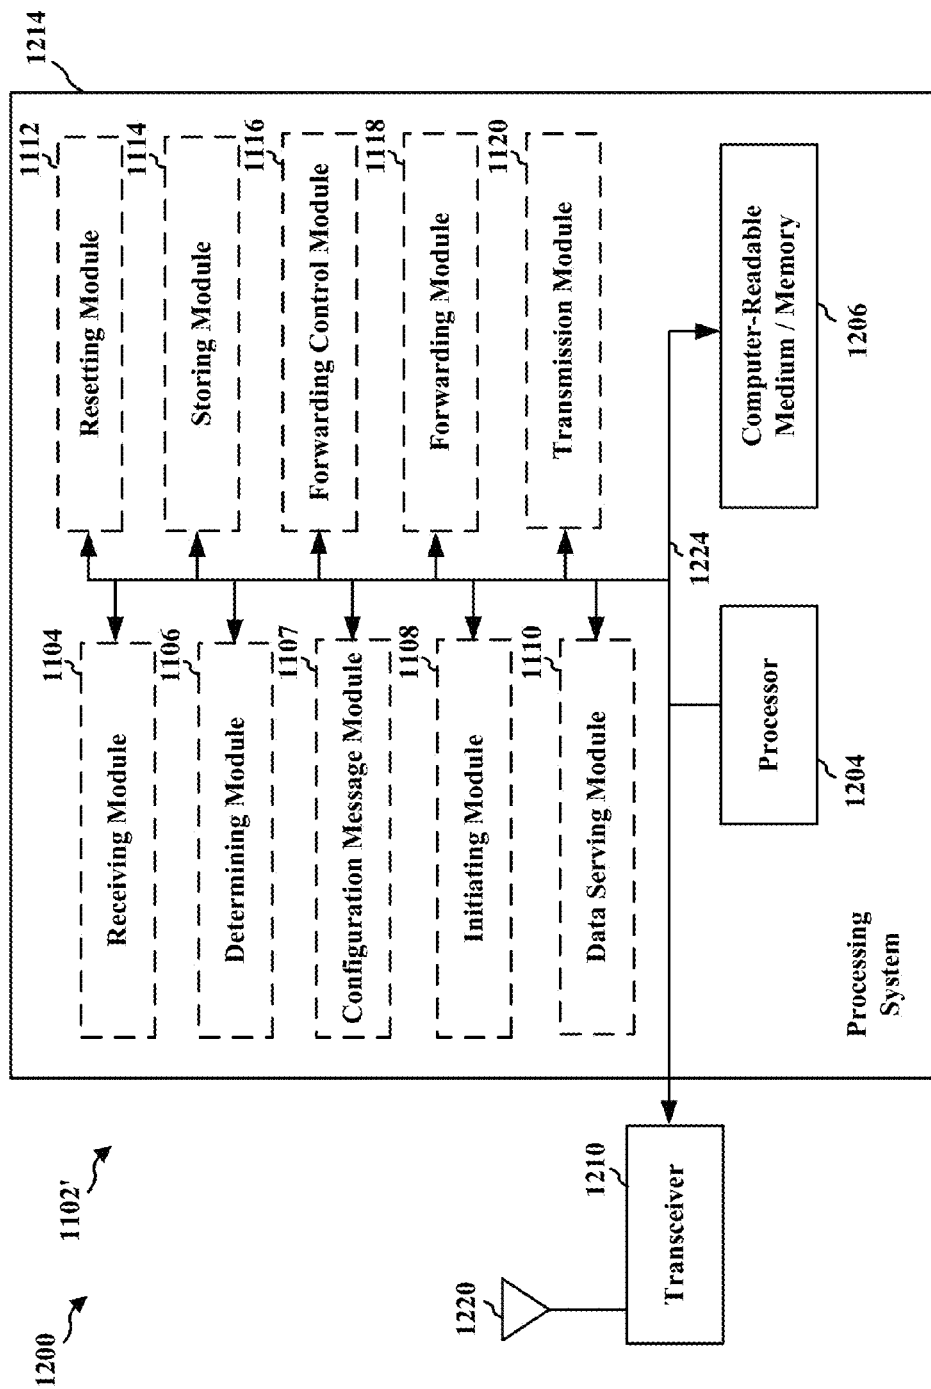 1200
1102'
1214
1104
Receiving Module
1106
Determining Module
1107
Configuration Message Module
1108
Initiating Module
1110
Data Serving Module
1112
Resetting Module
1114
Storing Module
1116
Forwarding Control Module
1118
Forwarding Module
1120
Transmission Module
1220
1210
Transceiver
1224
Processor
1204
Computer-Readable
Medium / Memory
1206
Processing
System